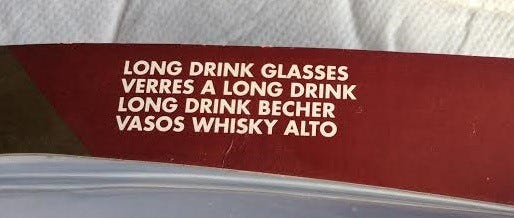 LONG DRINK GLASSES
VERRES A LONG DRINK
LONG DRINK BECHER
VASOS WHISKY ALTO